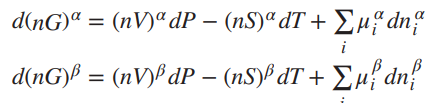 d(nG)^α = (nV)^α dP − (nS)^α dT + ∑_i μ_i^α dn_i^α
d(nG)^β = (nV)^β dP − (nS)^β dT + ∑_i μ_i^β dn_i^β